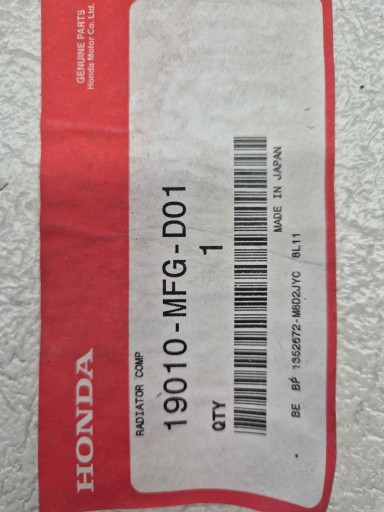 HONDA
GENUINE PARTS
Honda Motor Co. Ltd.
RADIATOR COMP
19010-MFG-D01
QTY 1
MADE IN JAPAN
BE BP 1352672-M8D2JYC 8L11